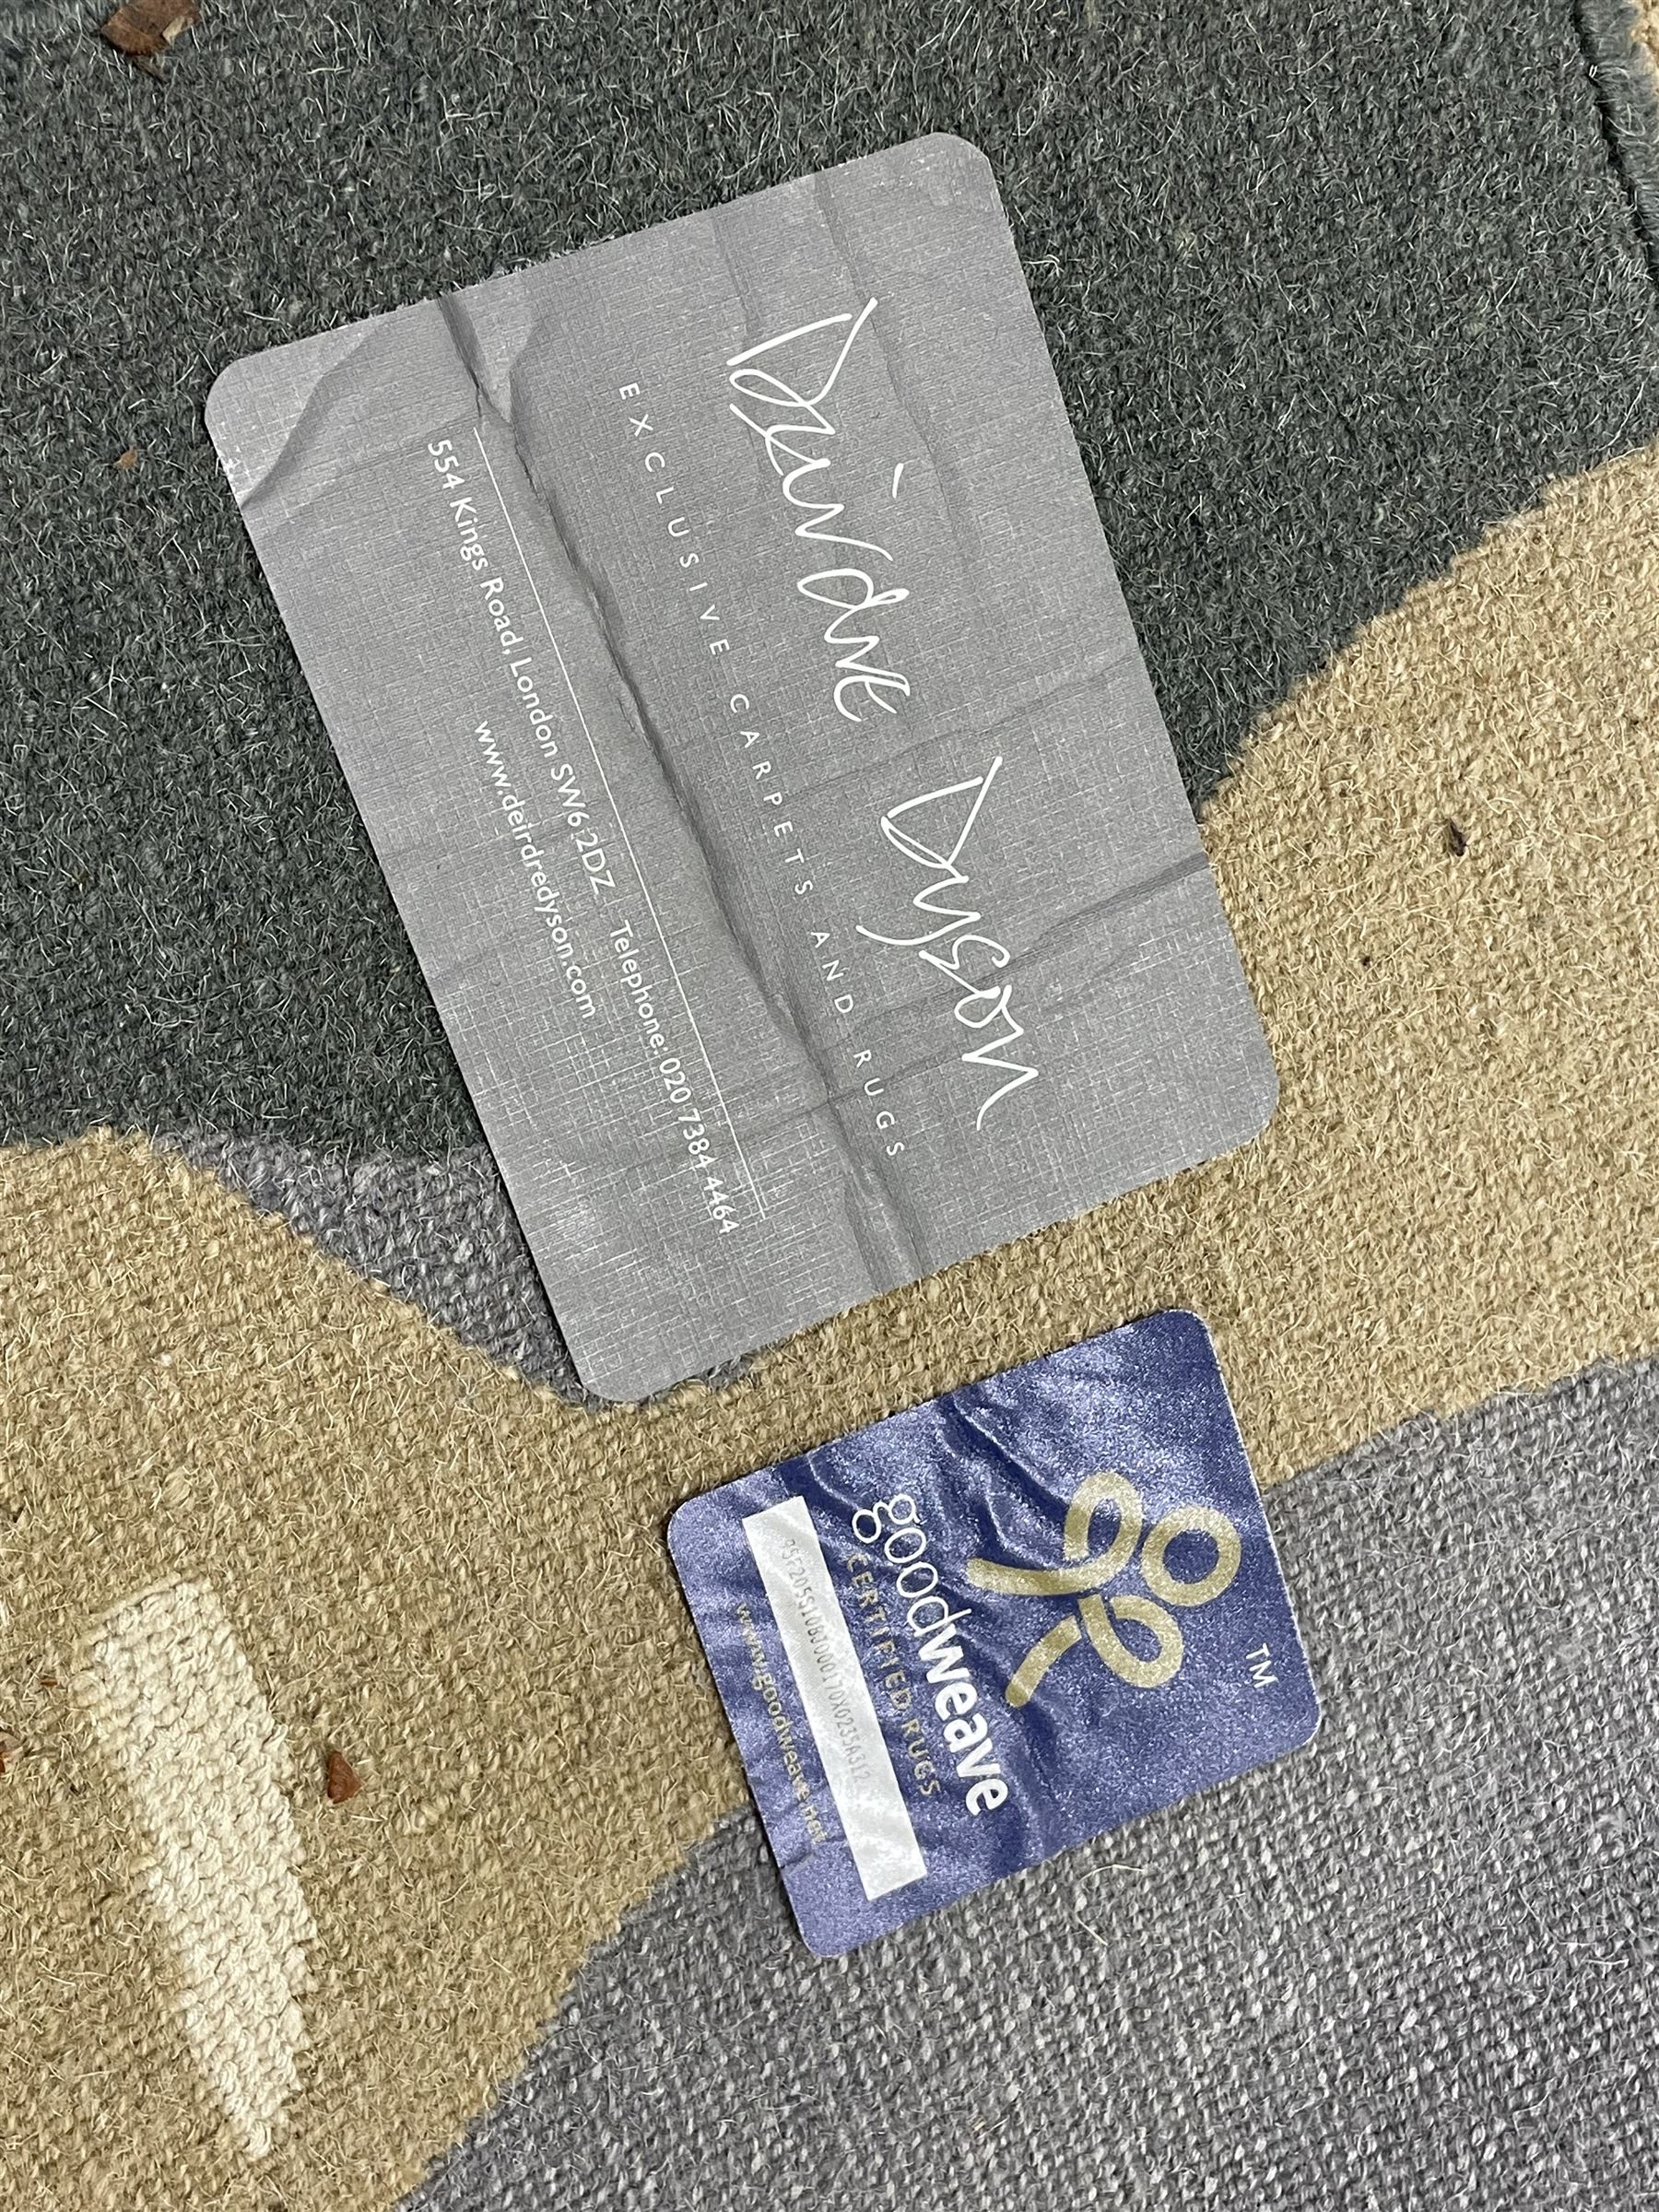 Deirdre Dyson
EXCLUSIVE CARPETS AND RUGS
554 Kings Road, London SW6 2DZ Telephone: 020 7384 4464
www.deirdredyson.com
TM
goodweave
CERTIFIED RUGS
www.goodweave.net